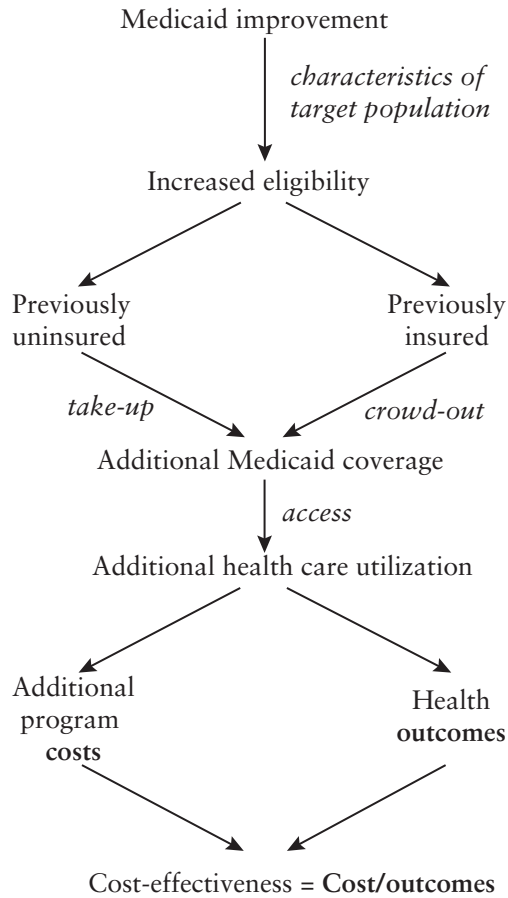 Medicaid improvement
characteristics of
target population
Increased eligibility
Previously
uninsured
Previously
insured
take-up
crowd-out
Additional Medicaid coverage
access
Additional health care utilization
Additional
program
costs
Health
outcomes
Cost-effectiveness = Cost/outcomes